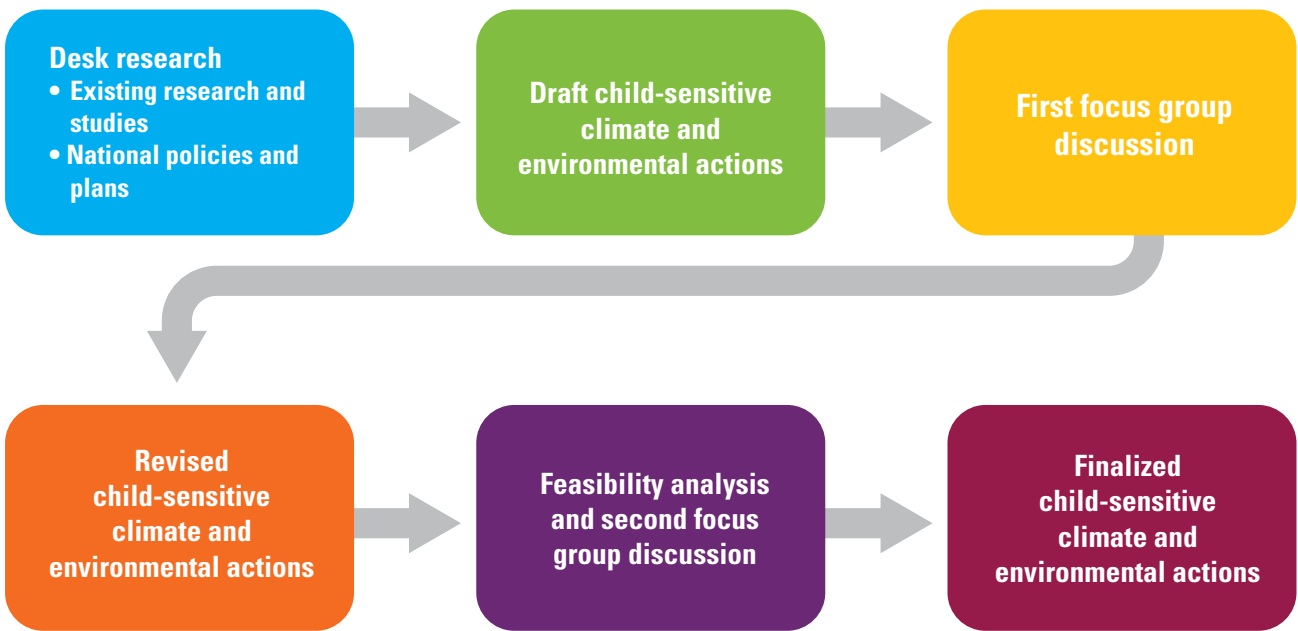 Desk research
• Existing research and
studies
• National policies and
plans
Draft child-sensitive
climate and
environmental actions
First focus group
discussion
Revised
child-sensitive
climate and
environmental actions
Feasibility analysis
and second focus
group discussion
Finalized
child-sensitive
climate and
environmental actions